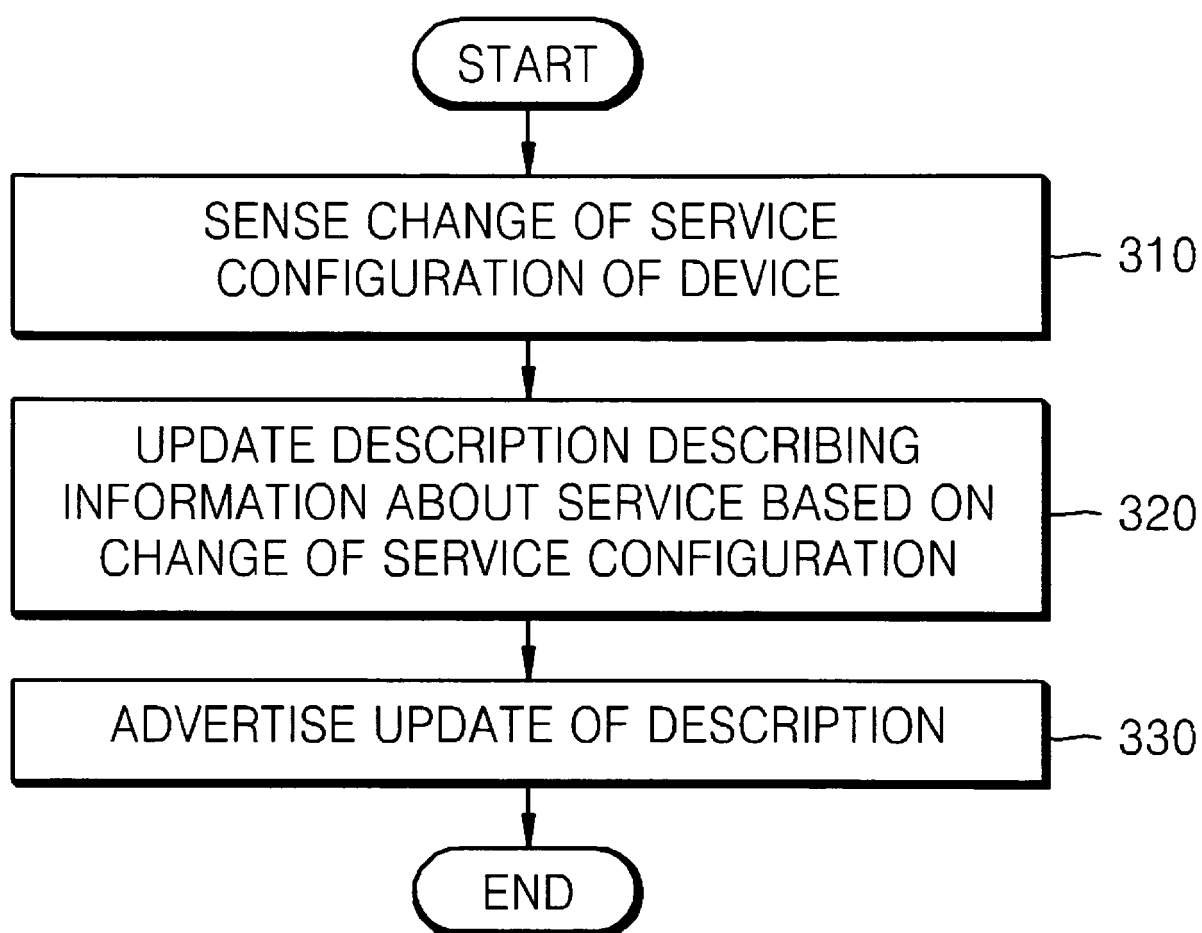 START
SENSE CHANGE OF SERVICE
CONFIGURATION OF DEVICE
310
UPDATE DESCRIPTION DESCRIBING
INFORMATION ABOUT SERVICE BASED ON
CHANGE OF SERVICE CONFIGURATION
320
ADVERTISE UPDATE OF DESCRIPTION
330
END